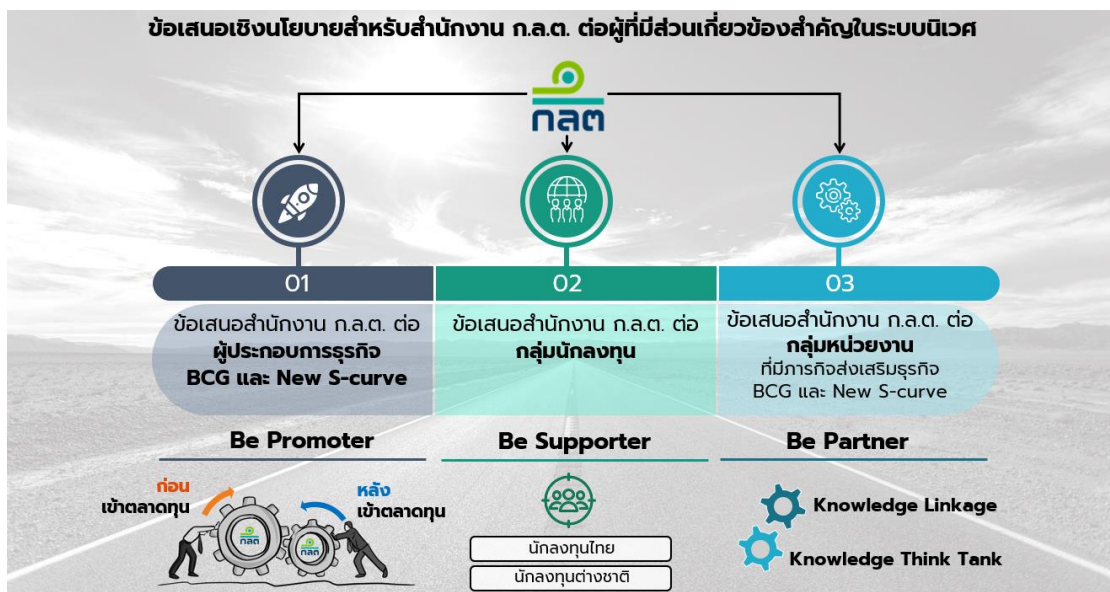 ข้อเสนอเชิงนโยบายสำหรับสำนักงาน ก.ล.ต. ต่อผู้ที่มีส่วนเกี่ยวข้องสำคัญในระบบนิเวศ
กลต
01
ข้อเสนอสำนักงาน ก.ล.ต. ต่อ
ผู้ประกอบการธุรกิจ
BCG และ New S-curve
Be Promoter
ก่อน
เข้าตลาดทุน
หลัง
เข้าตลาดทุน
กลต
กลต
02
ข้อเสนอสำนักงาน ก.ล.ต. ต่อ
กลุ่มนักลงทุน
Be Supporter
นักลงทุนไทย
นักลงทุนต่างชาติ
03
ข้อเสนอสำนักงาน ก.ล.ต. ต่อ
กลุ่มหน่วยงาน
ที่มีภารกิจส่งเสริมธุรกิจ
BCG และ New S-curve
Be Partner
Knowledge Linkage
Knowledge Think Tank